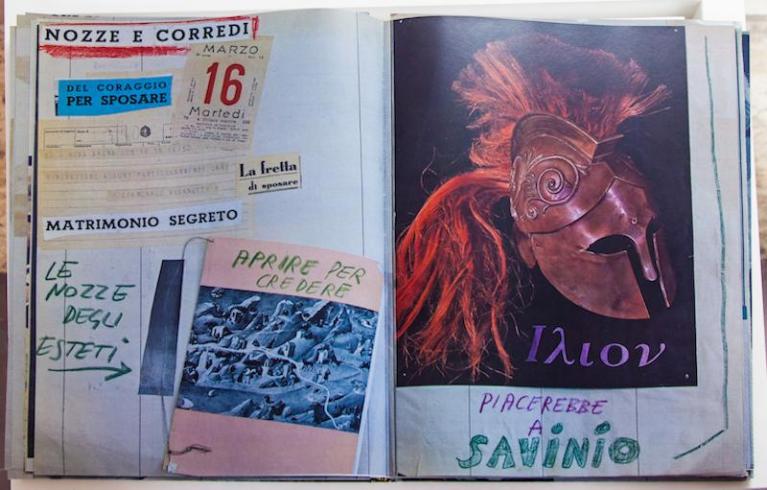 NOZZE E CORREDI
MARZO
16
Martedì
DEL CORAGGIO
PER SPOSARE
La fretta
di sposare
MATRIMONIO SEGRETO
LE
NOZZE
DEGLI
ESTETI
APRIRE PER
CREDERE
Ιλιον
PIACEREBBE
A
SAVINIO